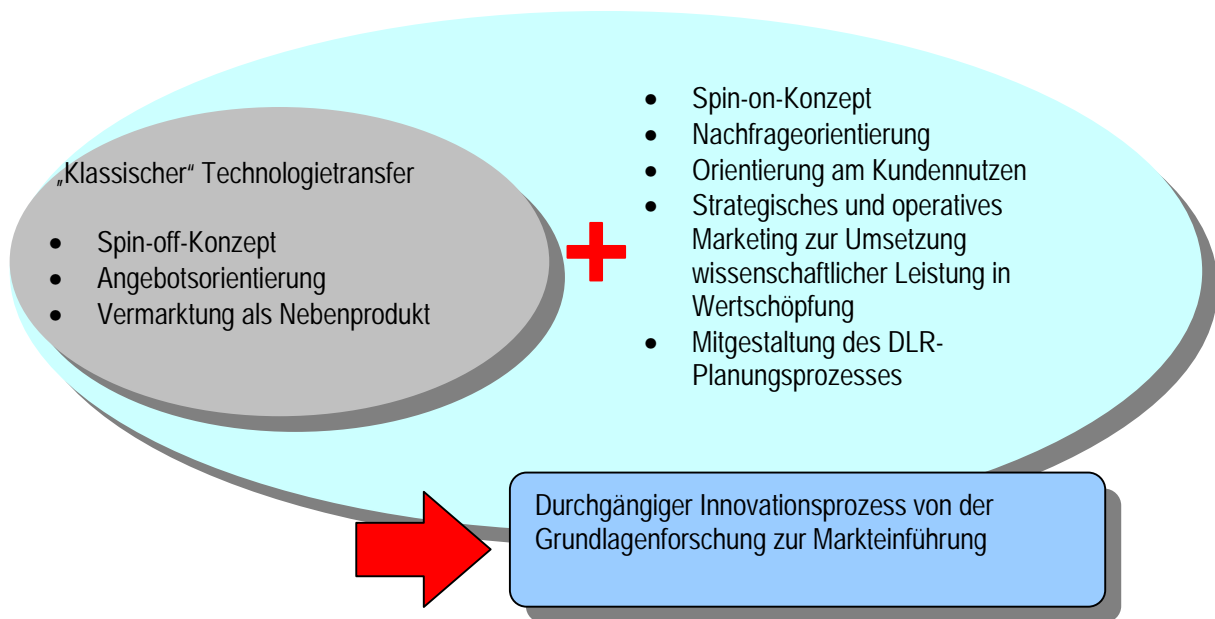 „Klassischer“ Technologietransfer
• Spin-off-Konzept
• Angebotsorientierung
• Vermarktung als Nebenprodukt
• Spin-on-Konzept
• Nachfrageorientierung
• Orientierung am Kundennutzen
• Strategisches und operatives
Marketing zur Umsetzung
wissenschaftlicher Leistung in
Wertschöpfung
• Mitgestaltung des DLR-
Planungsprozesses
Durchgängiger Innovationsprozess von der
Grundlagenforschung zur Markteinführung